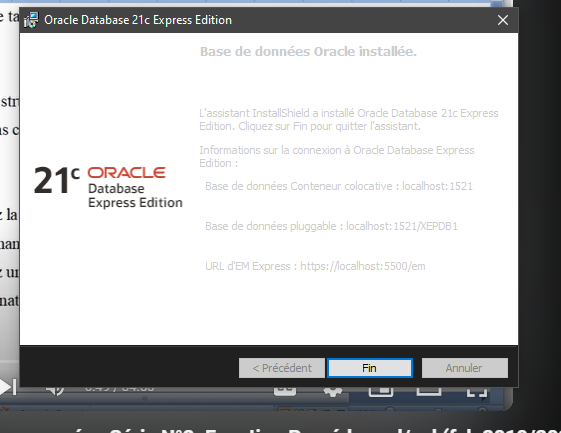 Oracle Database 21c Express Edition
Base de données Oracle installée.
L'assistant InstallShield a installé Oracle Database 21c Express
Edition. Cliquez sur Fin pour quitter l'assistant.
Informations sur la connexion à Oracle Database Express
Edition :
Base de données Conteneur colocative : localhost:1521
21c ORACLE
Database
Express Edition
Base de données pluggable : localhost:1521/XEPDB1
URL d'EM Express : https://localhost:5500/em
< Précédent
Fin
Annuler